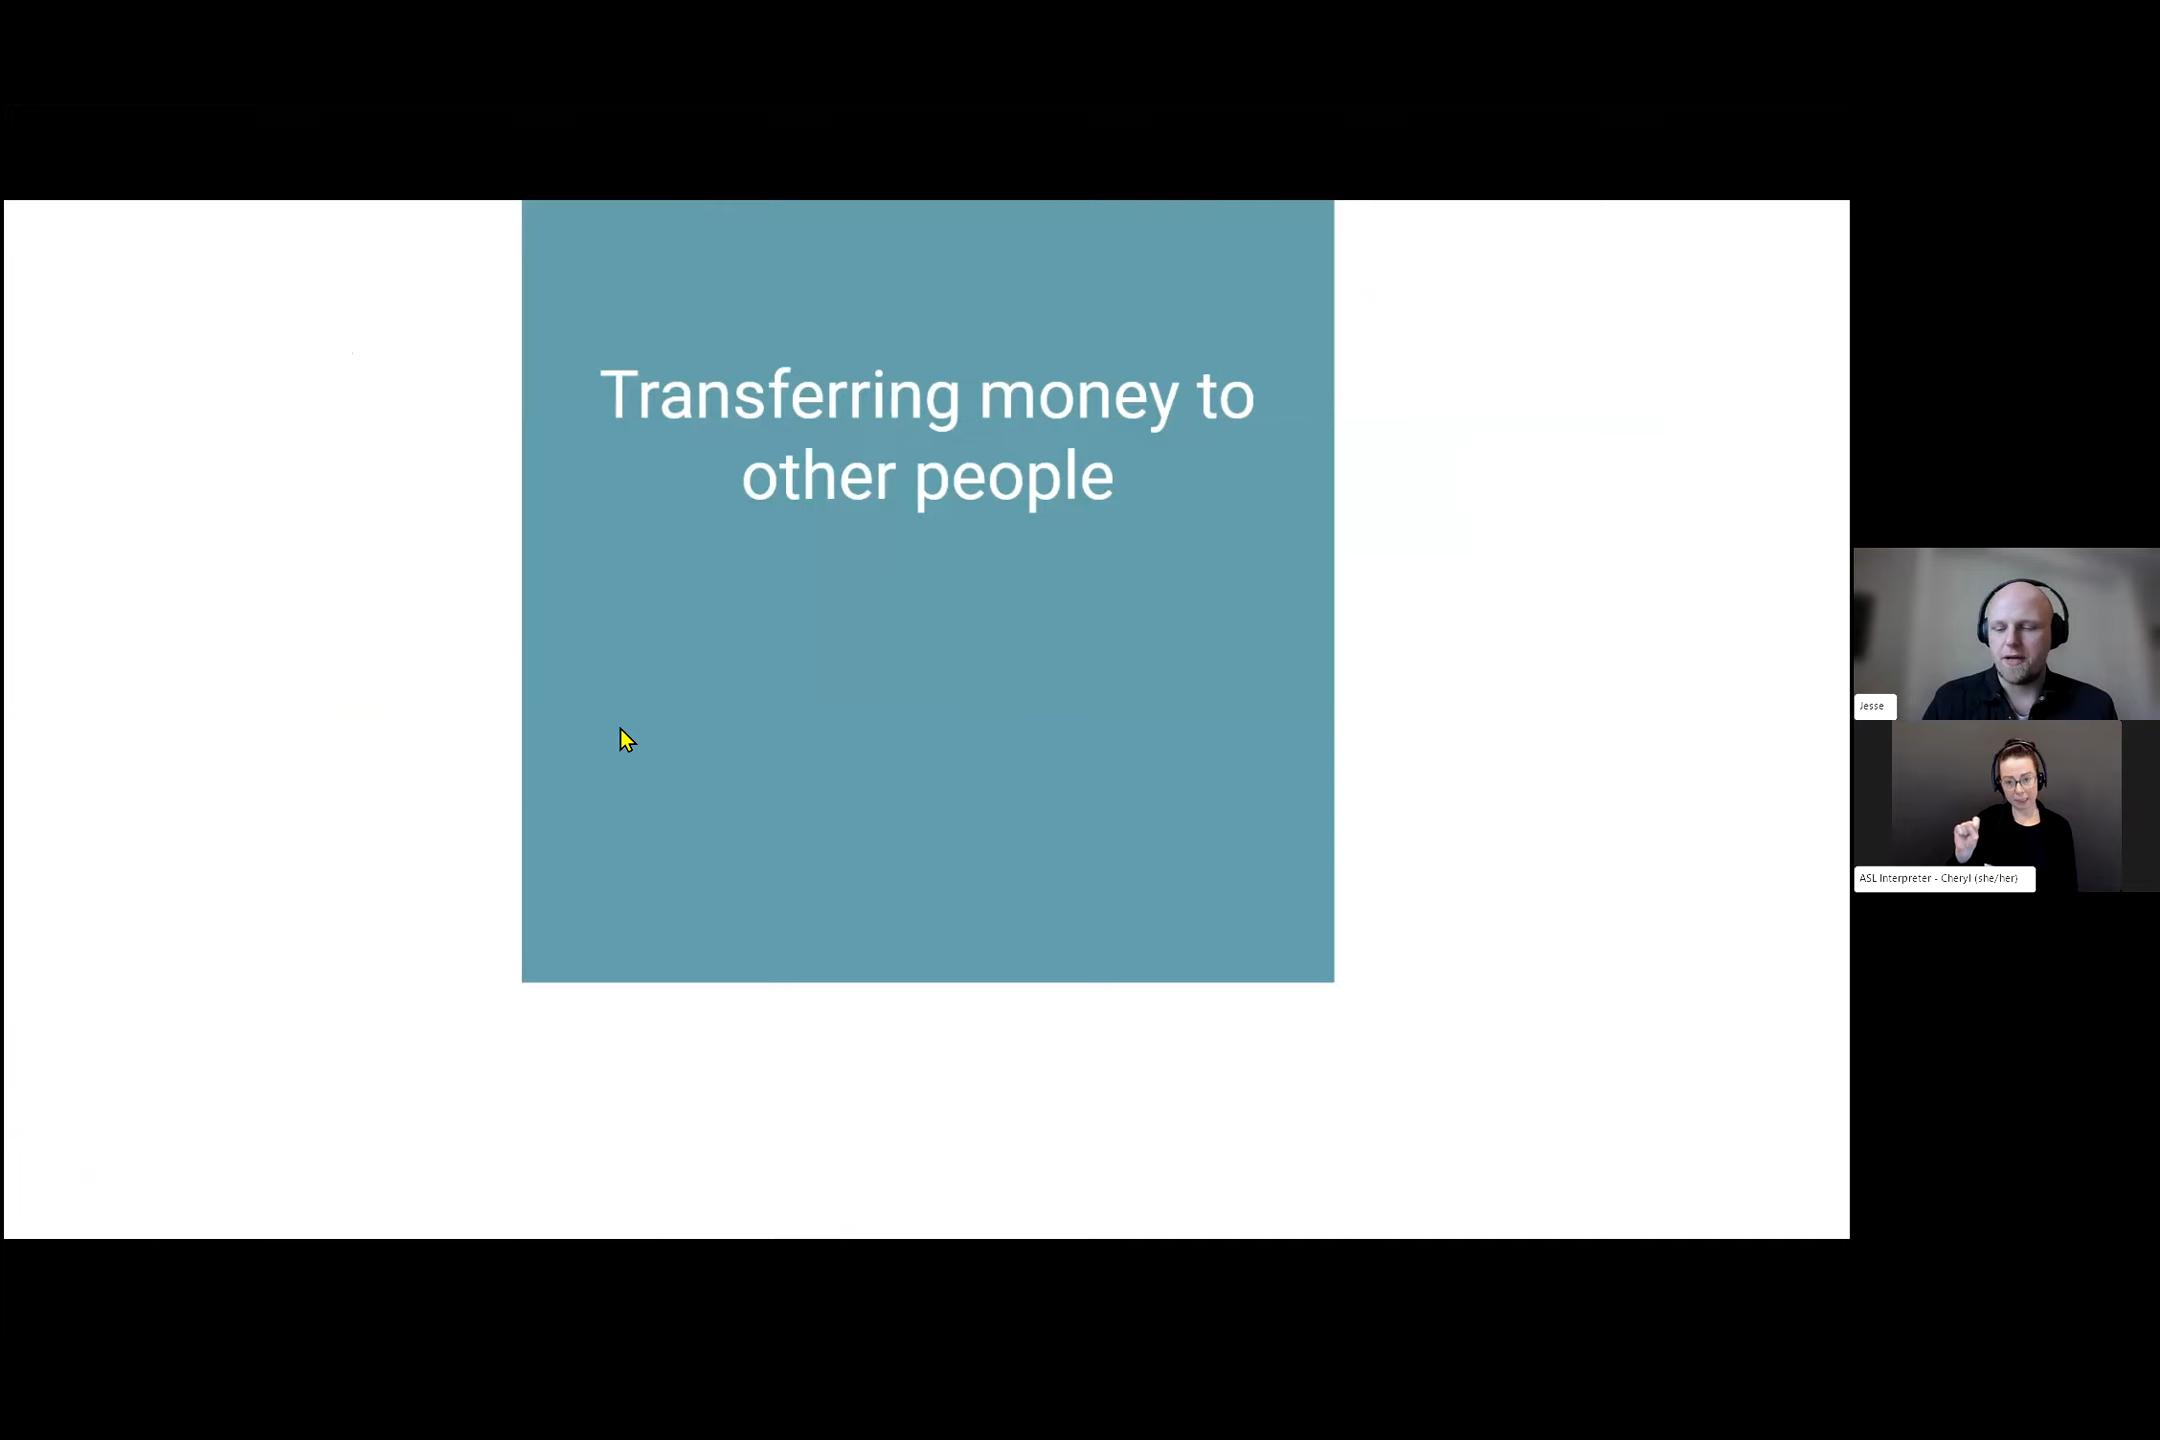 Transferring money to
other people
Jesse
ASL Interpreter - Cheryl (she/her)